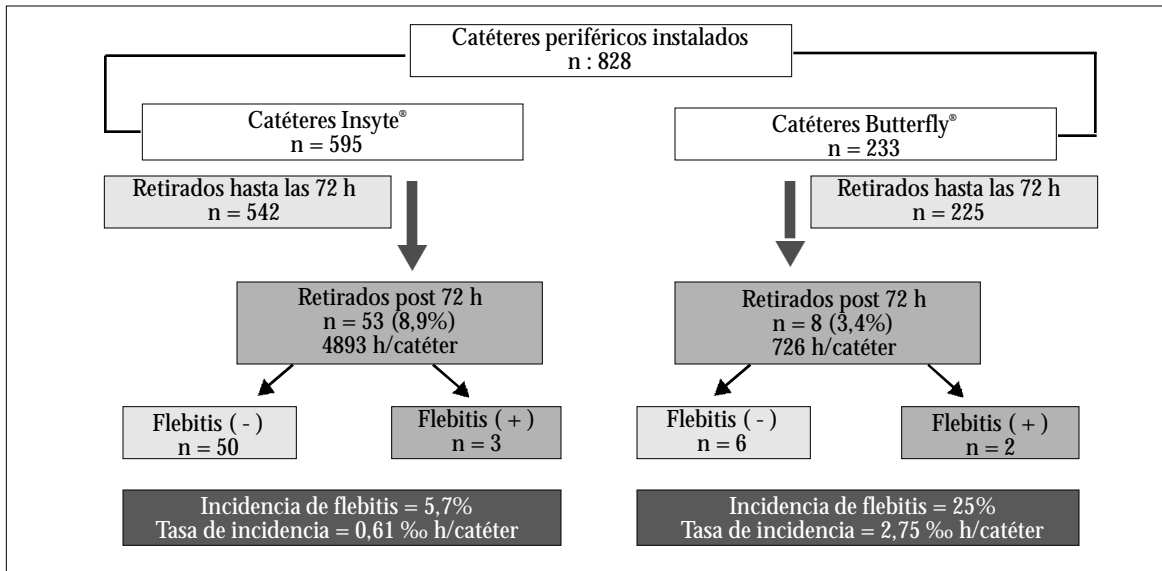 Catéteres periféricos instalados
n : 828
Catéteres Insyte®
n = 595
Catéteres Butterfly®
n = 233
Retirados hasta las 72 h
n = 542
Retirados hasta las 72 h
n = 225
Retirados post 72 h
n = 53 (8,9%)
4893 h/catéter
Retirados post 72 h
n = 8 (3,4%)
726 h/catéter
Flebitis ( - )
n = 50
Flebitis ( + )
n = 3
Flebitis ( - )
n = 6
Flebitis ( + )
n = 2
Incidencia de flebitis = 5,7%
Tasa de incidencia = 0,61 ‰ h/catéter
Incidencia de flebitis = 25%
Tasa de incidencia = 2,75 ‰ h/catéter